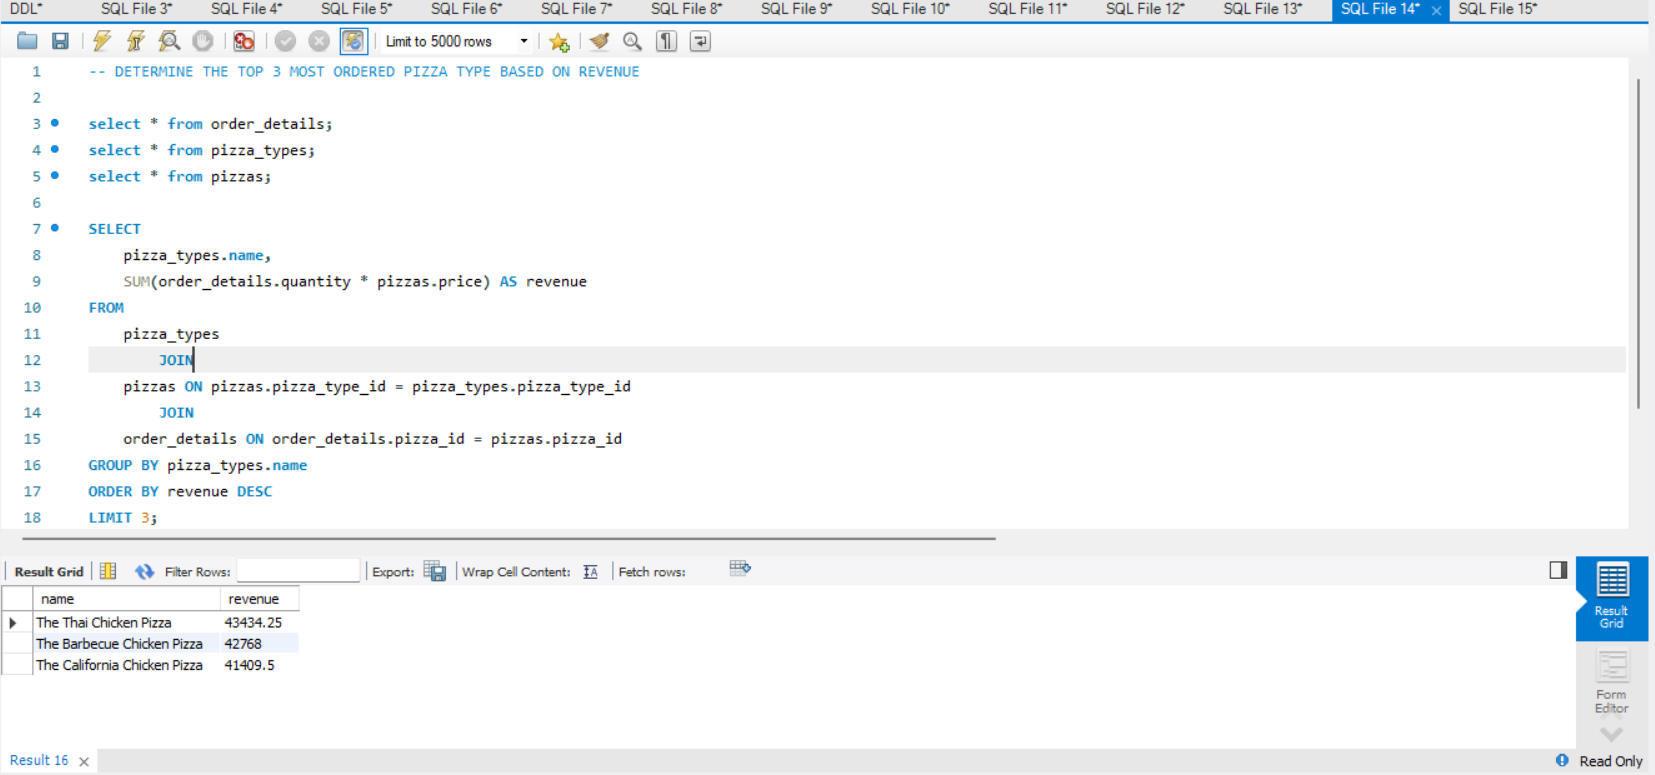 DDL* SQL File 3* SQL File 4* SQL File 5* SQL File 6* SQL File 7* SQL File 8* SQL File 9* SQL File 10* SQL File 11* SQL File 12* SQL File 13* SQL File 14* SQL File 15*
Limit to 5000 rows
1 -- DETERMINE THE TOP 3 MOST ORDERED PIZZA TYPE BASED ON REVENUE
2
3 select * from order_details;
4 select * from pizza_types;
5 select * from pizzas;
6
7 SELECT
8 pizza_types.name,
9 SUM(order_details.quantity * pizzas.price) AS revenue
10 FROM
11 pizza_types
12 JOIN
13 pizzas ON pizzas.pizza_type_id = pizza_types.pizza_type_id
14 JOIN
15 order_details ON order_details.pizza_id = pizzas.pizza_id
16 GROUP BY pizza_types.name
17 ORDER BY revenue DESC
18 LIMIT 3;
Result Grid Filter Rows: Export: Wrap Cell Content: IA Fetch rows:
name revenue
The Thai Chicken Pizza 43434.25
The Barbecue Chicken Pizza 42768
The California Chicken Pizza 41409.5
Result
Grid
Form
Editor
Result 16 Read Only